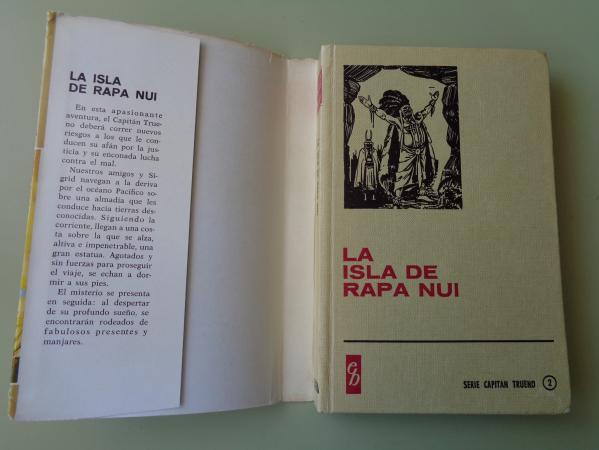 LA ISLA
DE RAPA NUI
En esta apasionante
aventura, el Capitán True-
no deberá correr nuevos
riesgos a los que le con-
ducen su afán por la jus-
ticia y su enconada lucha
contra el mal.
Nuestros amigos y Si-
grid navegan a la deriva
por el océano Pacífico so-
bre una almadía que les
conduce hacia tierras des-
conocidas. Siguiendo la
corriente, llegan a una cos-
ta sobre la que se alza,
altiva e impenetrable, una
gran estatua. Agotados y
sin fuerzas para proseguir
el viaje, se echan a dor-
mir a sus pies.
El misterio se presenta
en seguida: al despertar
de su profundo sueño, se
encontrarán rodeados de
fabulosos presentes y
manjares.
LA
ISLA DE
RAPA NUI
SERIE CAPITAN TRUENO 2